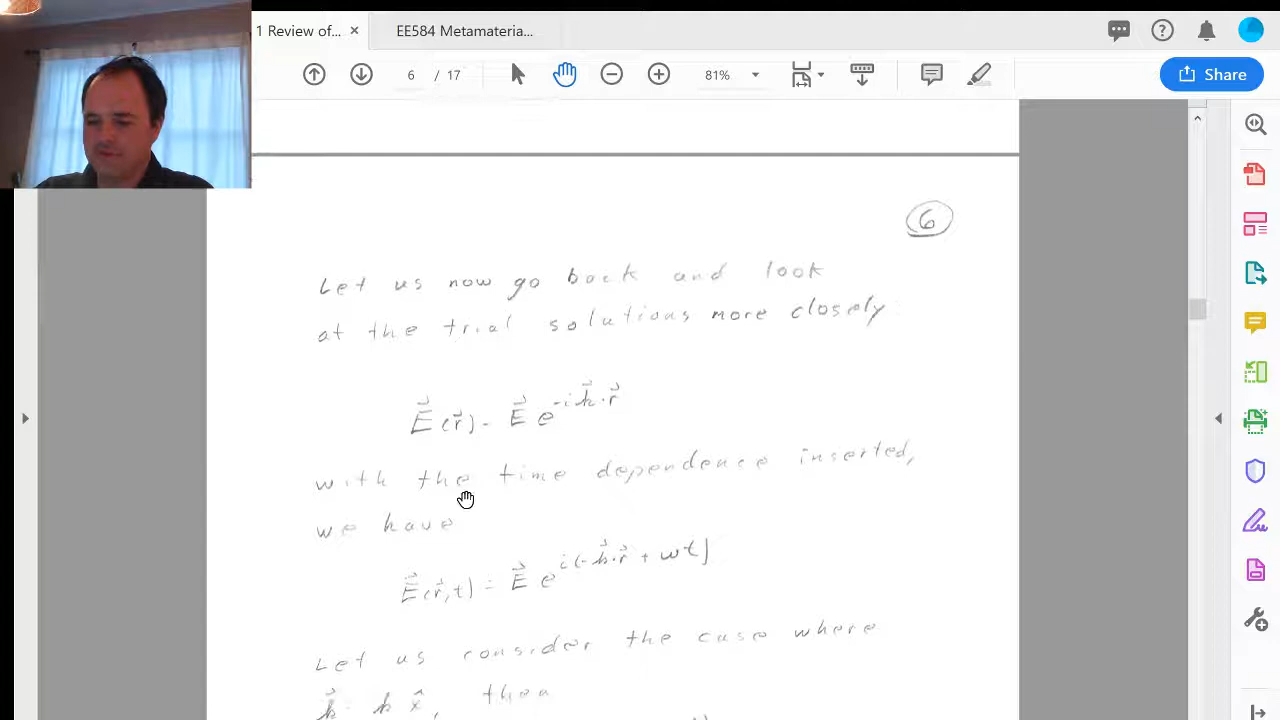 1 Review of... ×
EE584 Metamateria...
6 / 17
81%
Share
6
Let us now go back and look
at the trial solutions more closely:
E⃗(r⃗) = E⃗ e^{-ik⃗·r⃗}
with the time dependence inserted,
we have
E⃗(r⃗,t) = E⃗ e^{i(-k⃗·r⃗ + ωt)}
Let us consider the case where
k⃗ = k x̂, then